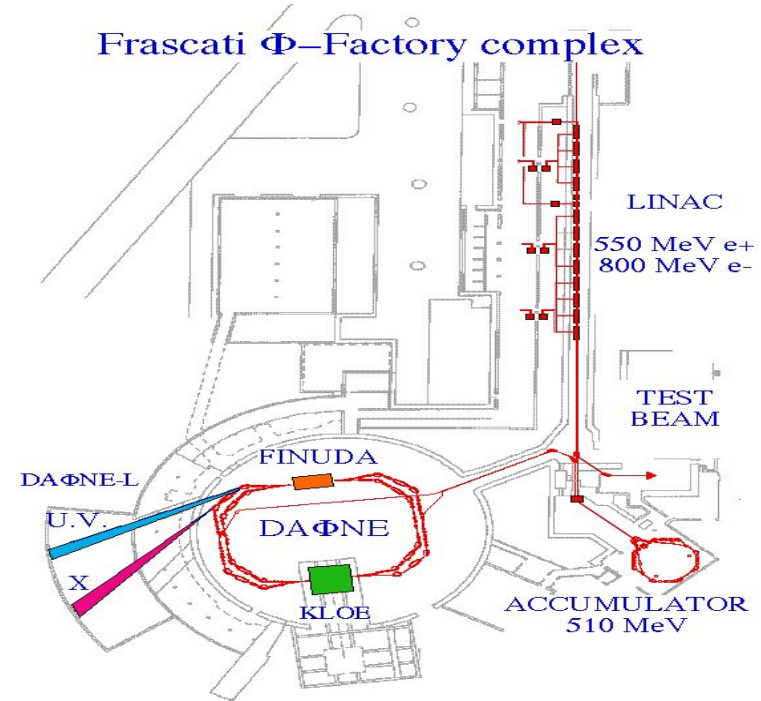 Frascati Φ–Factory complex
LINAC
550 MeV e+
800 MeV e-
TEST
BEAM
FINUDA
DAΦNE-L
U.V.
DAΦNE
X
KLOE
ACCUMULATOR
510 MeV